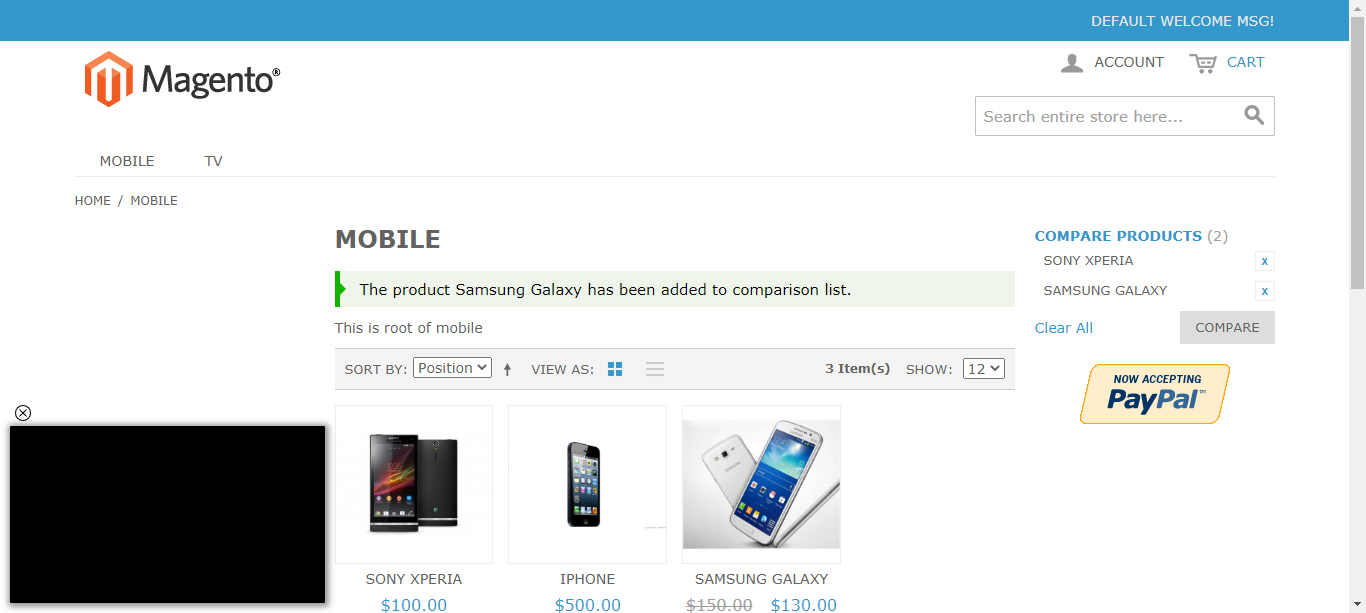 DEFAULT WELCOME MSG!
Magento®
ACCOUNT CART
Search entire store here...
MOBILE TV
HOME / MOBILE
MOBILE
The product Samsung Galaxy has been added to comparison list.
This is root of mobile
SORT BY: Position VIEW AS: 3 Item(s) SHOW: 12
SONY XPERIA
$100.00
IPHONE
$500.00
SAMSUNG GALAXY
$150.00 $130.00
COMPARE PRODUCTS (2)
SONY XPERIA x
SAMSUNG GALAXY x
Clear All COMPARE
NOW ACCEPTING
PayPal™